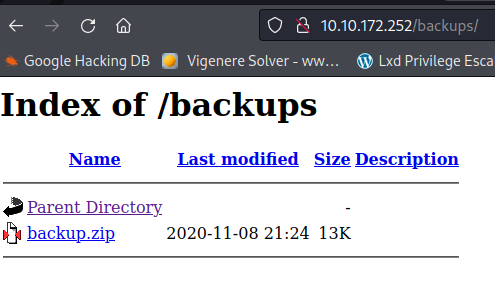 10.10.172.252/backups/
Google Hacking DB Vigenere Solver - ww... Lxd Privilege Esca
Index of /backups
Name Last modified Size Description
Parent Directory -
backup.zip 2020-11-08 21:24 13K